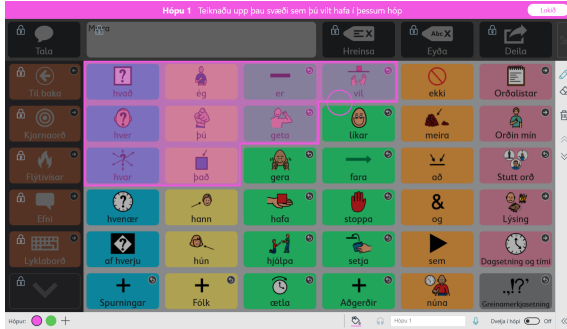 Hópu 1 Teiknaðu upp þau svæði sem þú vilt hafa í þessum hóp
Lokið
Tala
Hreinsa
Abc X
Eyða
Deila
Til baka
hvað
ég
er
vil
ekki
Orðalistar
Kjarnaorð
hver
þú
geta
líkar
meira
Orðin mín
Flýtivísar
hvar
það
gera
fara
að
Stutt orð
Efni
hvenær
hann
hafa
stoppa
&
og
Lýsing
Lyklaborð
af hverju
hún
hjálpa
setja
sem
Dagsetning og tími
Spurningar
Fólk
ætla
Aðgerðir
núna
.,!?'
Greinarmerkjasetning
Hópur:
Hópu 1
Dvelja í hópi
Off